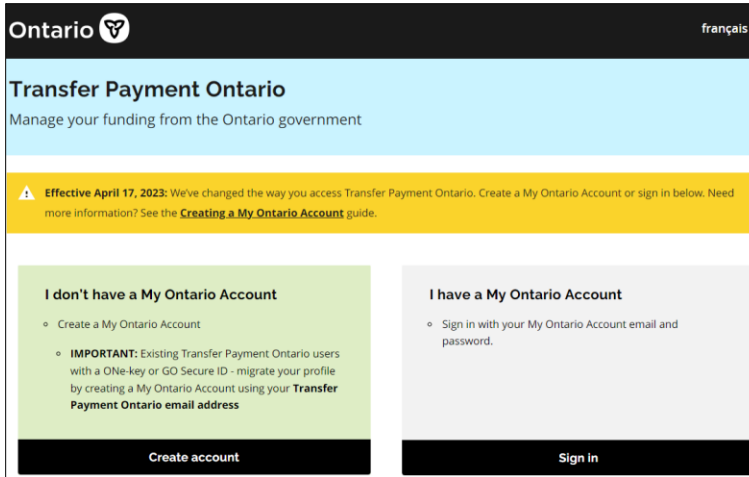 Ontario
français
Transfer Payment Ontario
Manage your funding from the Ontario government
Effective April 17, 2023: We've changed the way you access Transfer Payment Ontario. Create a My Ontario Account or sign in below. Need
more information? See the Creating a My Ontario Account guide.
I don't have a My Ontario Account
Create a My Ontario Account
IMPORTANT: Existing Transfer Payment Ontario users
with a ONe-key or GO Secure ID - migrate your profile
by creating a My Ontario Account using your Transfer
Payment Ontario email address
Create account
I have a My Ontario Account
Sign in with your My Ontario Account email and
password.
Sign in